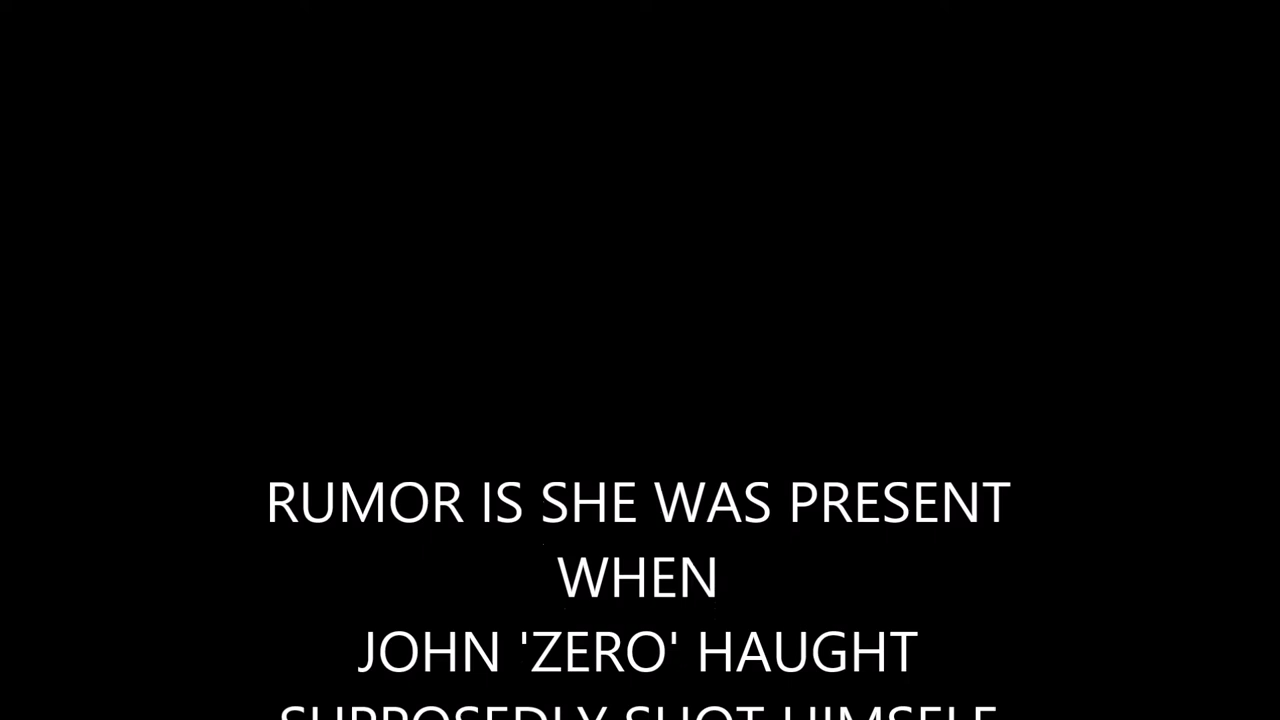 RUMOR IS SHE WAS PRESENT
WHEN
JOHN 'ZERO' HAUGHT
SUPPOSEDLY SHOT HIMSELF